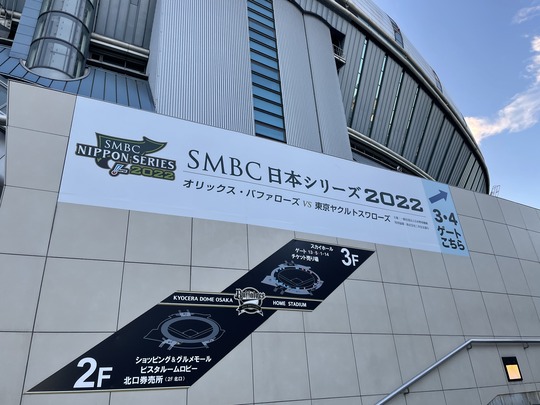 SMBC
NIPPON SERIES
2022
SMBC 日本シリーズ2022
オリックス・バファローズ VS 東京ヤクルトスワローズ
3・4
ゲート
こちら
スカイホール
チケット売り場
3F
KYOCERA DOME OSAKA
HOME STADIUM
2F
ショッピング&グルメモール
ビスタルームロビー
北口券売所 (2F 北口)